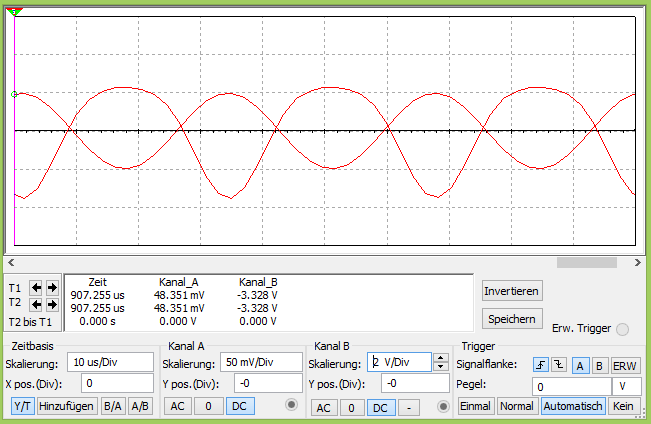 T1
T2
T2 bis T1
Zeit Kanal_A Kanal_B
907.255 us 48.351 mV -3.328 V
907.255 us 48.351 mV -3.328 V
0.000 s 0.000 V 0.000 V
Invertieren
Speichern
Erw. Trigger
Zeitbasis Kanal A Kanal B Trigger
Skalierung: 10 us/Div Skalierung: 50 mV/Div Skalierung: 2 V/Div Signalflanke: A B ERW
X pos.(Div): 0 Y pos.(Div): -0 Y pos.(Div): -0 Pegel: 0 V
Y/T Hinzufügen B/A A/B AC 0 DC AC 0 DC - Einmal Normal Automatisch Kein